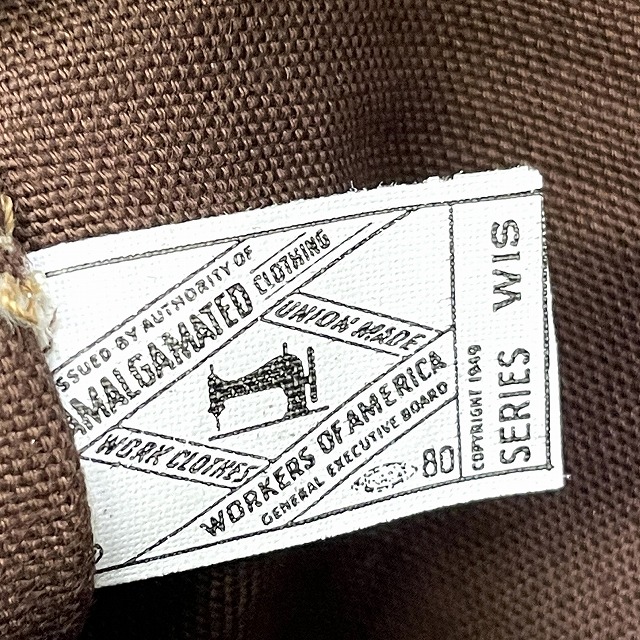 ISSUED BY AUTHORITY OF
AMALGAMATED CLOTHING
UNION-MADE
WORK CLOTHES
WORKERS OF AMERICA
GENERAL EXECUTIVE BOARD
80
COPYRIGHT 1949
SERIES WIS